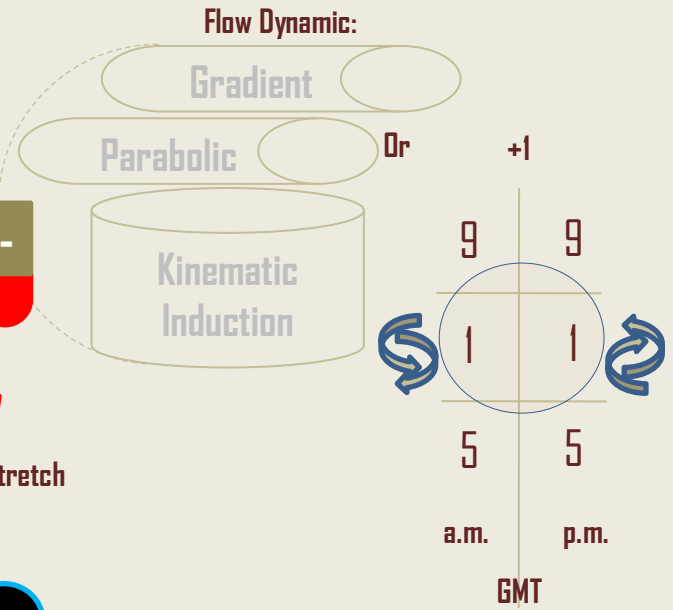 Flow Dynamic:
Gradient
Parabolic
Or
+1
-
Kinematic
Induction
9 9
1 1
5 5
tretch
a.m. p.m.
GMT